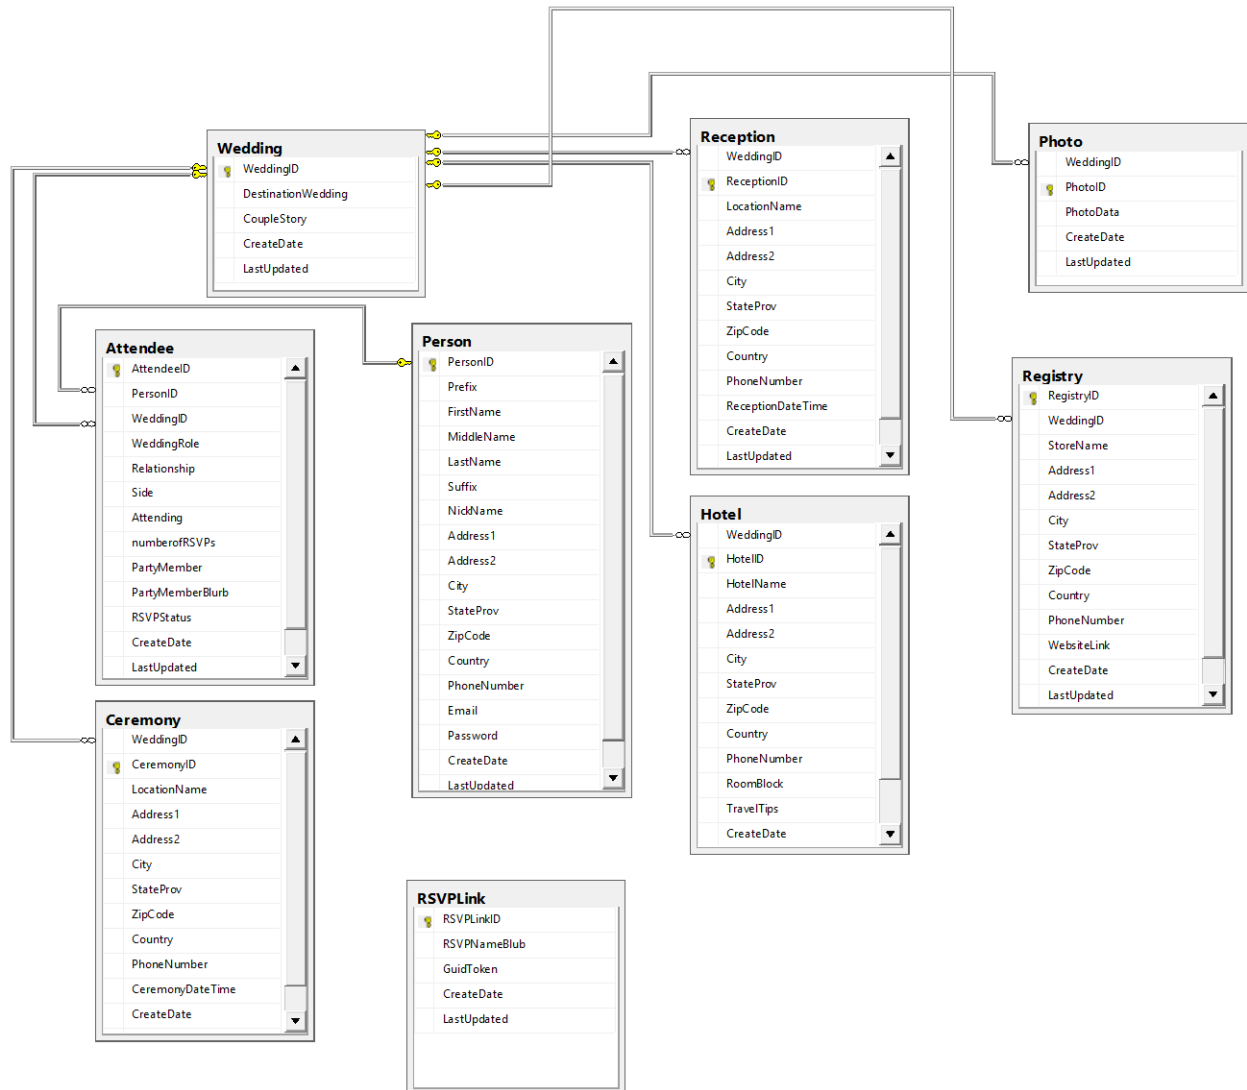 Wedding
WeddingID
DestinationWedding
CoupleStory
CreateDate
LastUpdated
Reception
WeddingID
ReceptionID
LocationName
Address1
Address2
City
StateProv
ZipCode
Country
PhoneNumber
ReceptionDateTime
CreateDate
LastUpdated
Photo
WeddingID
PhotoID
PhotoData
CreateDate
LastUpdated
Attendee
AttendeeID
PersonID
WeddingID
WeddingRole
Relationship
Side
Attending
numberofRSVPs
PartyMember
PartyMemberBlurb
RSVPStatus
CreateDate
LastUpdated
Person
PersonID
Prefix
FirstName
MiddleName
LastName
Suffix
NickName
Address1
Address2
City
StateProv
ZipCode
Country
PhoneNumber
Email
Password
CreateDate
LastUpdated
Registry
RegistryID
WeddingID
StoreName
Address1
Address2
City
StateProv
ZipCode
Country
PhoneNumber
WebsiteLink
CreateDate
LastUpdated
Hotel
WeddingID
HotelID
HotelName
Address1
Address2
City
StateProv
ZipCode
Country
PhoneNumber
RoomBlock
TravelTips
CreateDate
Ceremony
WeddingID
CeremonyID
LocationName
Address1
Address2
City
StateProv
ZipCode
Country
PhoneNumber
CeremonyDateTime
CreateDate
RSVPLink
RSVPLinkID
RSVPNameBlub
GuidToken
CreateDate
LastUpdated